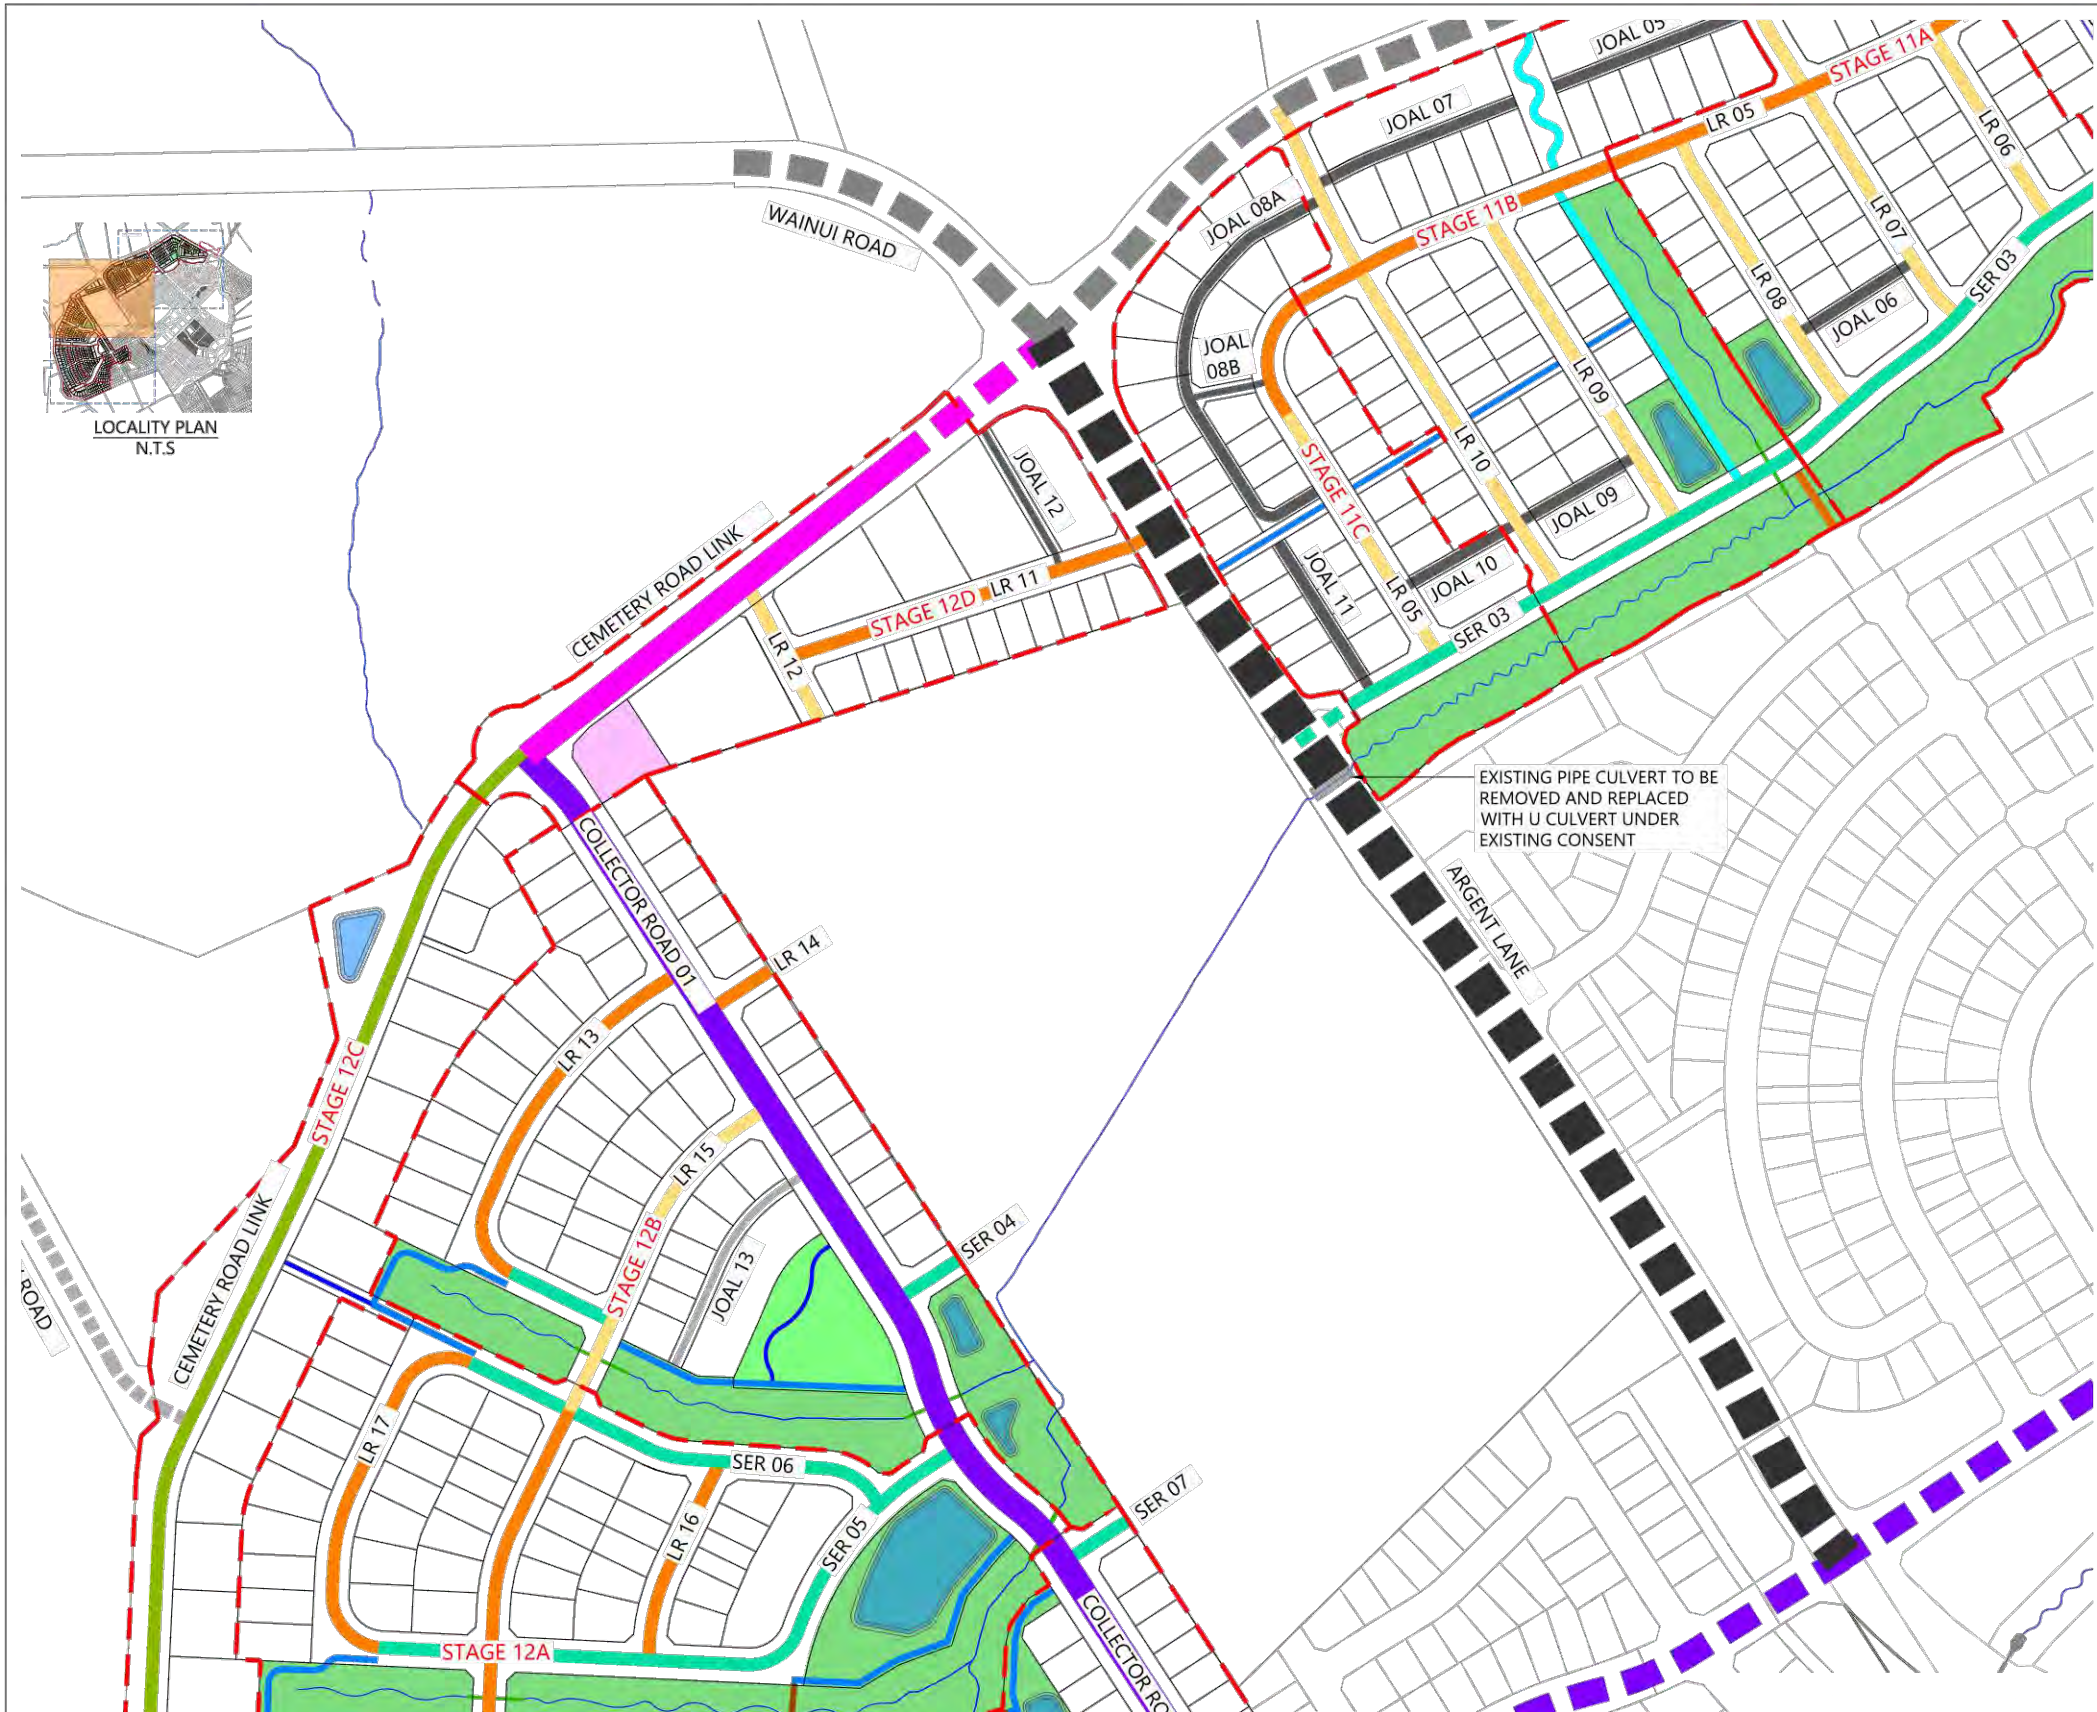 JOAL 05
STAGE 11A
JOAL 07
LR 05
LR 06
JOAL 08A
STAGE 11B
LR 07
WAINUI ROAD
LR 08
SER 03
JOAL 06
JOAL
08B
LR 09
LOCALITY PLAN
N.T.S
JOAL 12
LR 10
STAGE 11C
JOAL 09
CEMETERY ROAD LINK
LR 11
STAGE 12D
JOAL 11
JOAL 10
LR 05
SER 03
LR 12
EXISTING PIPE CULVERT TO BE
REMOVED AND REPLACED
WITH U CULVERT UNDER
EXISTING CONSENT
COLLECTOR ROAD 01
ARGENT LANE
LR 14
LR 13
STAGE 12C
LR 15
CEMETERY ROAD LINK
STAGE 12B
JOAL 13
SER 04
ROAD
LR 17
SER 06
SER 07
LR 16
SER 05
STAGE 12A
COLLECTOR RO